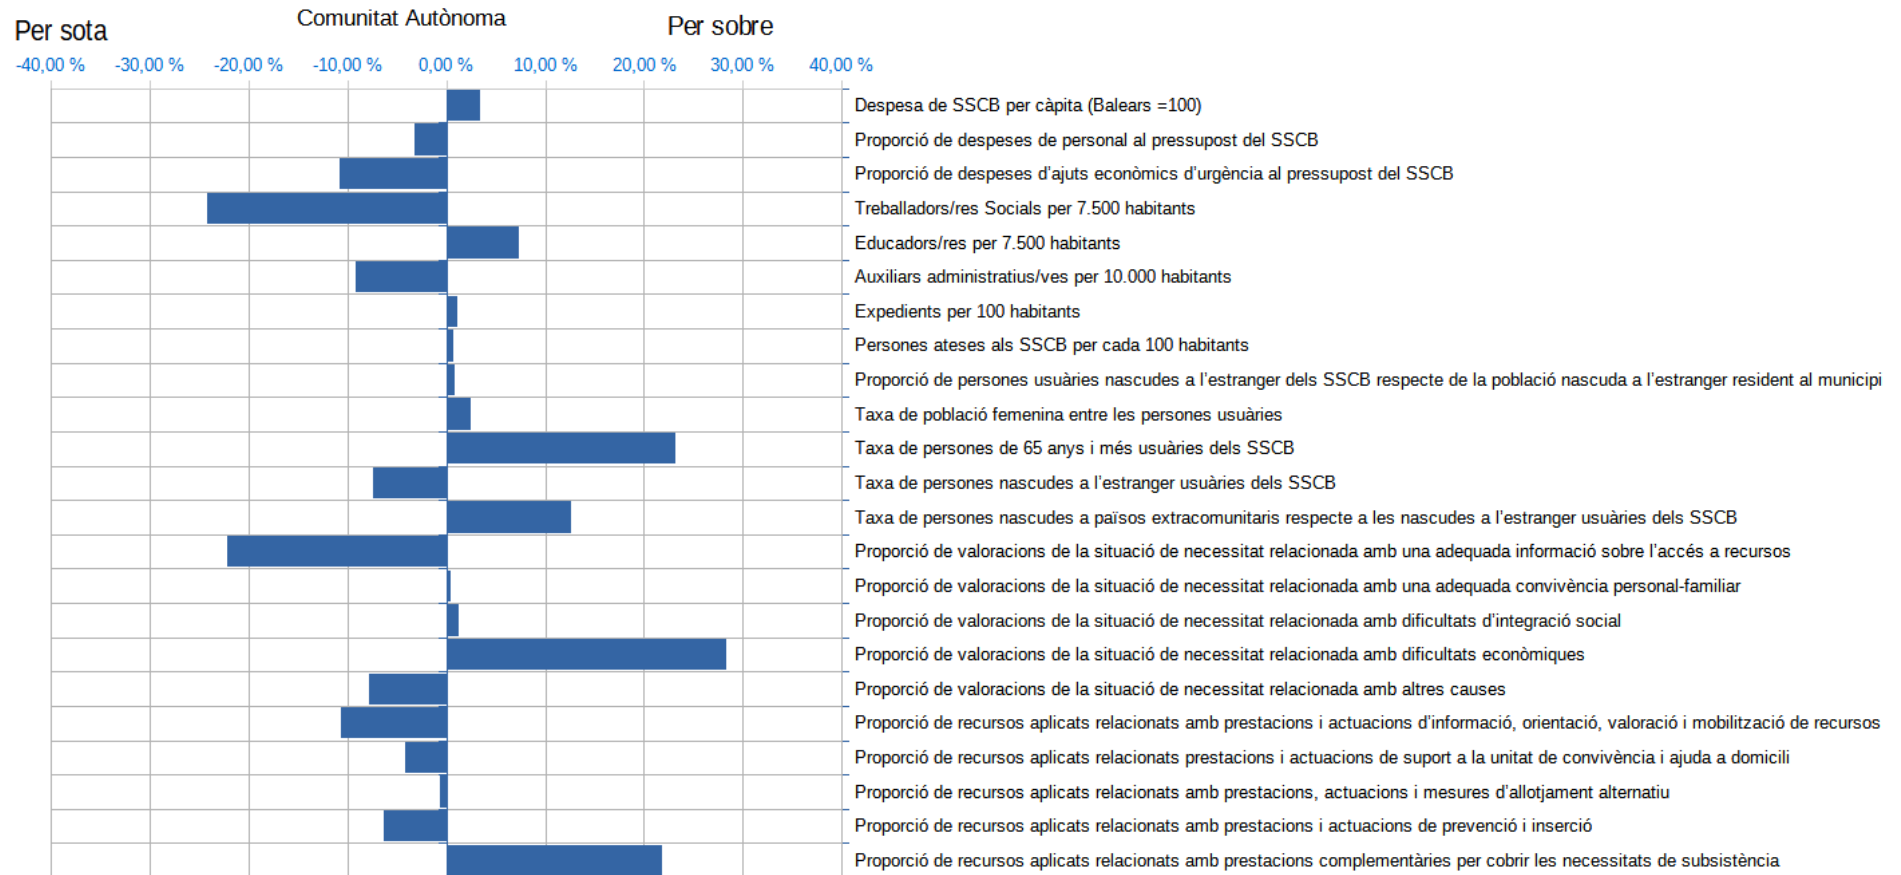 Comunitat Autònoma
Per sota
Per sobre
-40,00 % -30,00 % -20,00 % -10,00 % 0,00 % 10,00 % 20,00 % 30,00 % 40,00 %
Despesa de SSCB per càpita (Balears =100)
Proporció de despeses de personal al pressupost del SSCB
Proporció de despeses d’ajuts econòmics d’urgència al pressupost del SSCB
Treballadors/res Socials per 7.500 habitants
Educadors/res per 7.500 habitants
Auxiliars administratius/ves per 10.000 habitants
Expedients per 100 habitants
Persones ateses als SSCB per cada 100 habitants
Proporció de persones usuàries nascudes a l’estranger dels SSCB respecte de la població nascuda a l’estranger resident al municipi
Taxa de població femenina entre les persones usuàries
Taxa de persones de 65 anys i més usuàries dels SSCB
Taxa de persones nascudes a l’estranger usuàries dels SSCB
Taxa de persones nascudes a països extracomunitaris respecte a les nascudes a l’estranger usuàries dels SSCB
Proporció de valoracions de la situació de necessitat relacionada amb una adequada informació sobre l’accés a recursos
Proporció de valoracions de la situació de necessitat relacionada amb una adequada convivència personal-familiar
Proporció de valoracions de la situació de necessitat relacionada amb dificultats d’integració social
Proporció de valoracions de la situació de necessitat relacionada amb dificultats econòmiques
Proporció de valoracions de la situació de necessitat relacionada amb altres causes
Proporció de recursos aplicats relacionats amb prestacions i actuacions d’informació, orientació, valoració i mobilització de recursos
Proporció de recursos aplicats relacionats prestacions i actuacions de suport a la unitat de convivència i ajuda a domicili
Proporció de recursos aplicats relacionats amb prestacions, actuacions i mesures d’allotjament alternatiu
Proporció de recursos aplicats relacionats amb prestacions i actuacions de prevenció i inserció
Proporció de recursos aplicats relacionats amb prestacions complementàries per cobrir les necessitats de subsistència